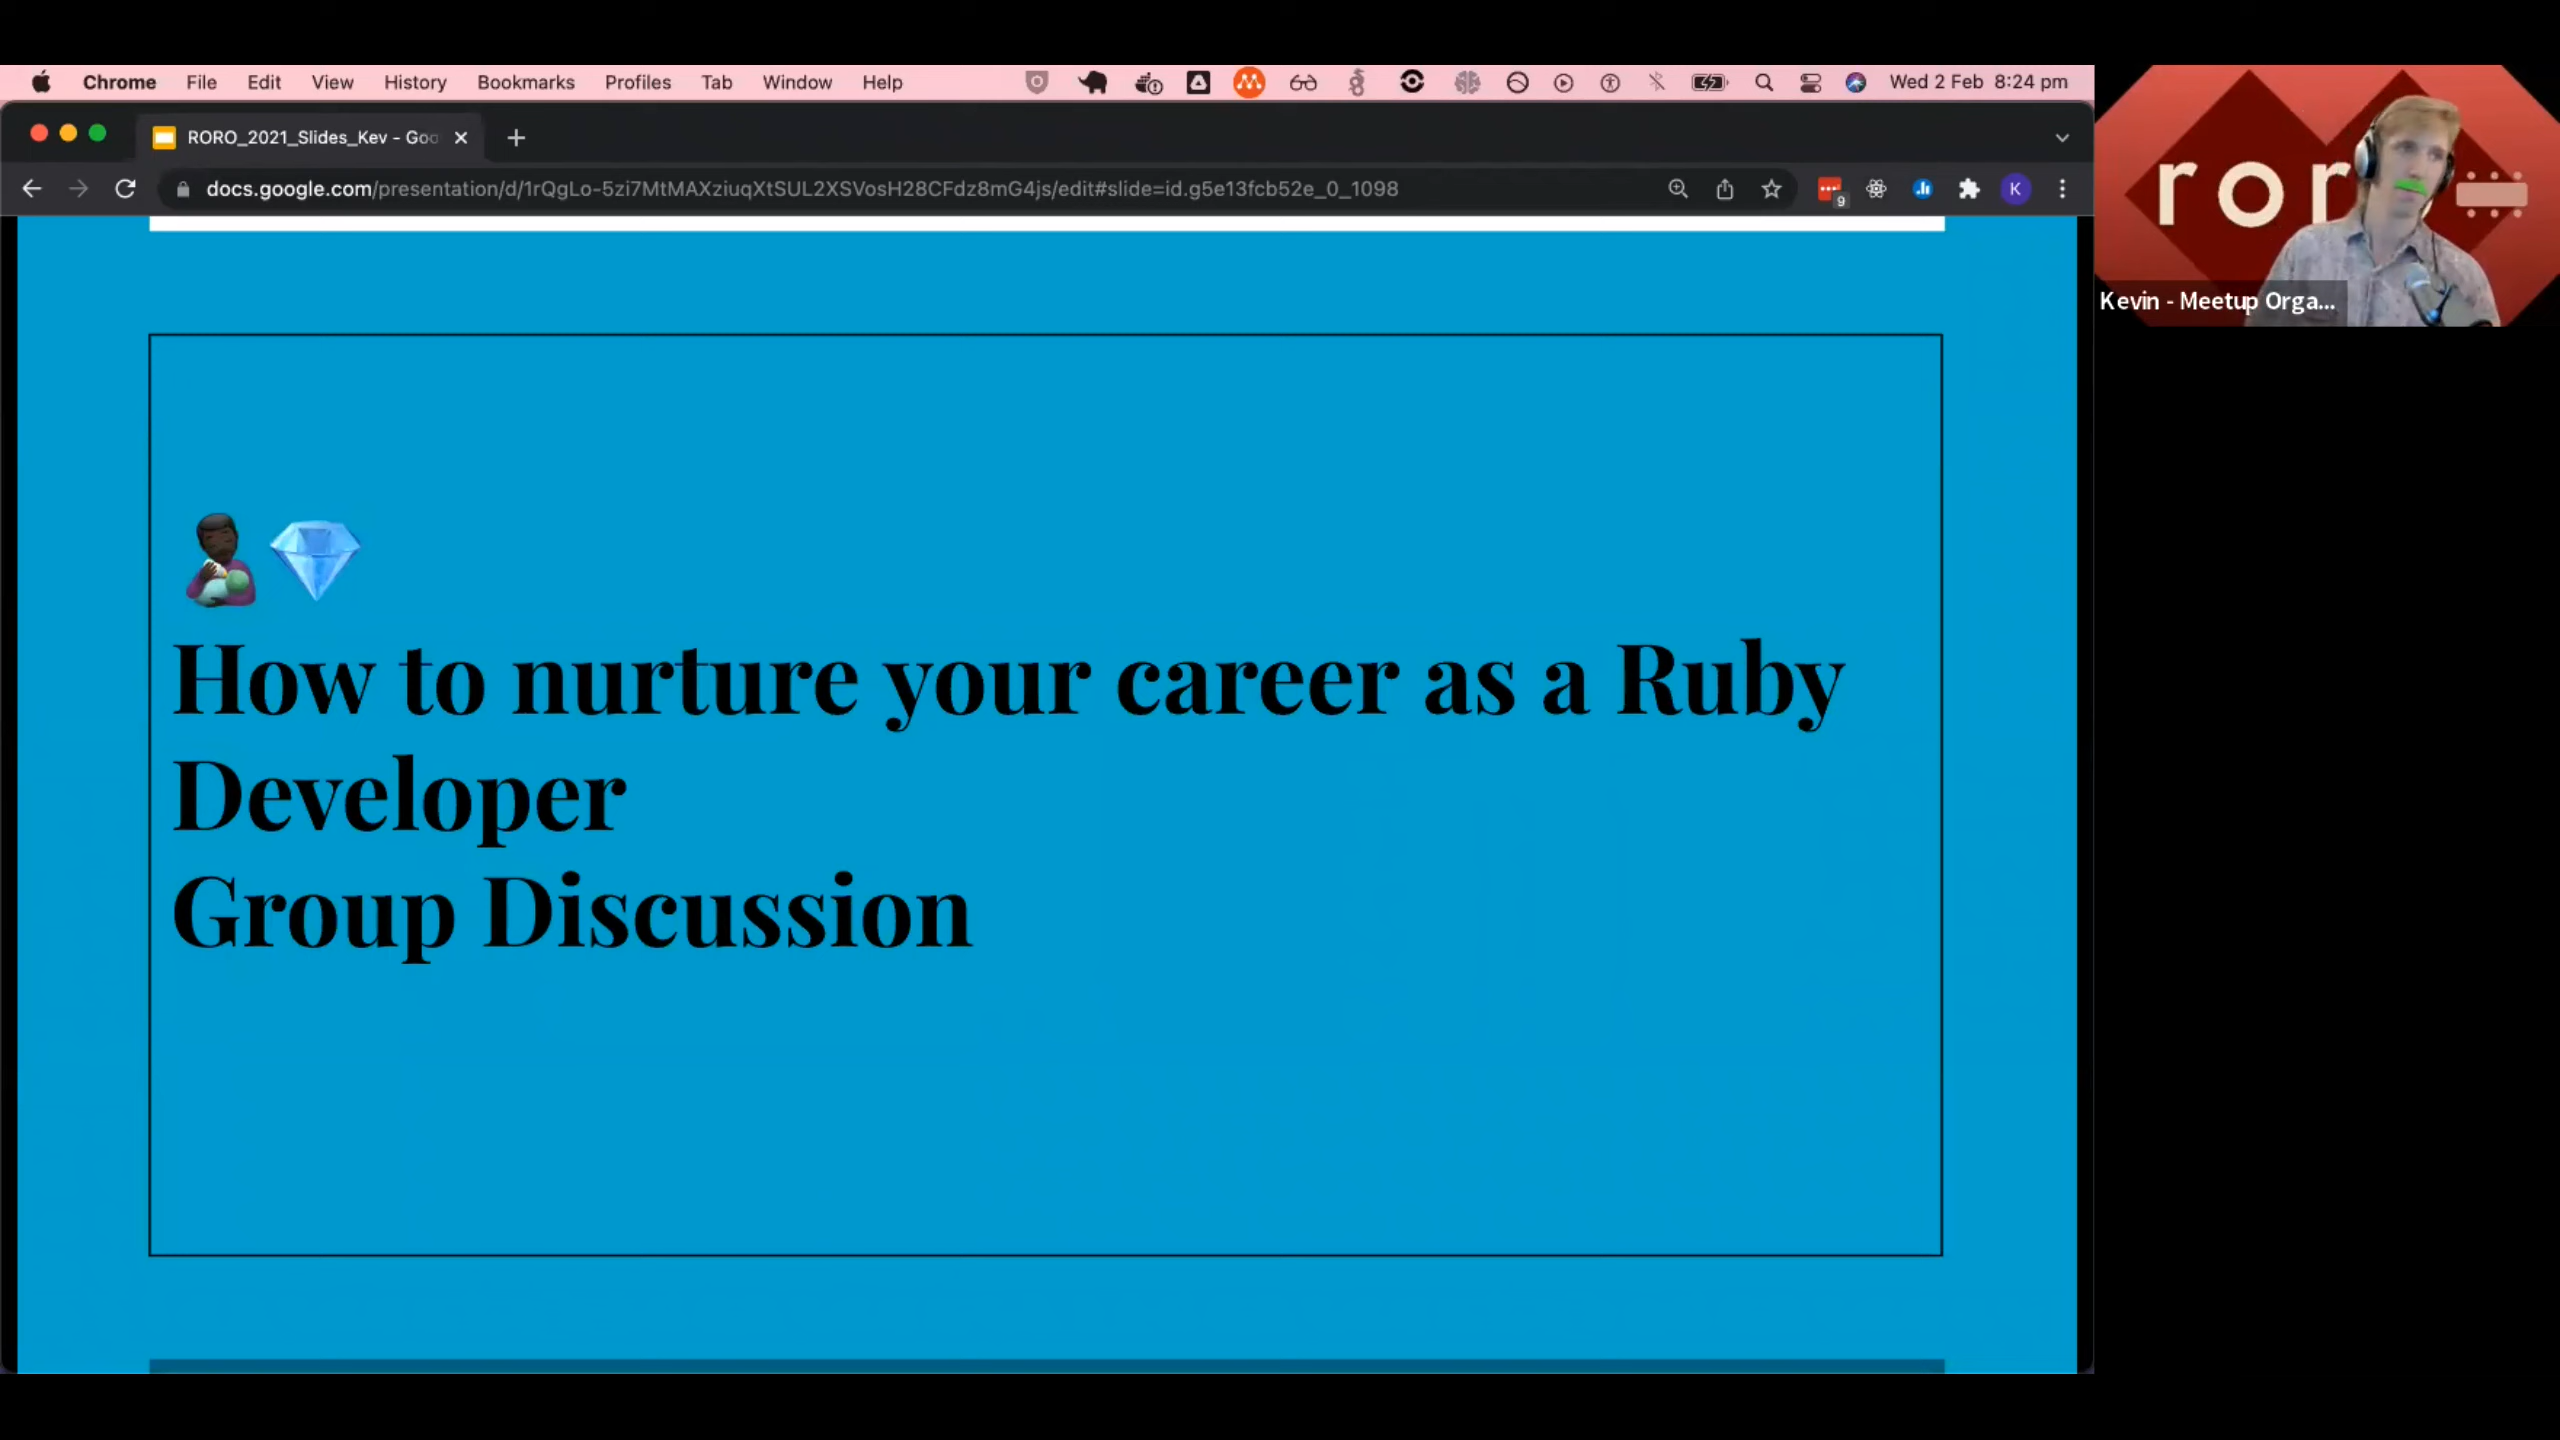 Chrome File Edit View History Bookmarks Profiles Tab Window Help Wed 2 Feb 8:24 pm
RORO_2021_Slides_Kev - Goo
docs.google.com/presentation/d/1rQgLo-5zi7MtMAXziuqXtSUL2XSVosH28CFdz8mG4js/edit#slide=id.g5e13fcb52e_0_1098
9
K
roro
Kevin - Meetup Orga...
How to nurture your career as a Ruby
Developer
Group Discussion